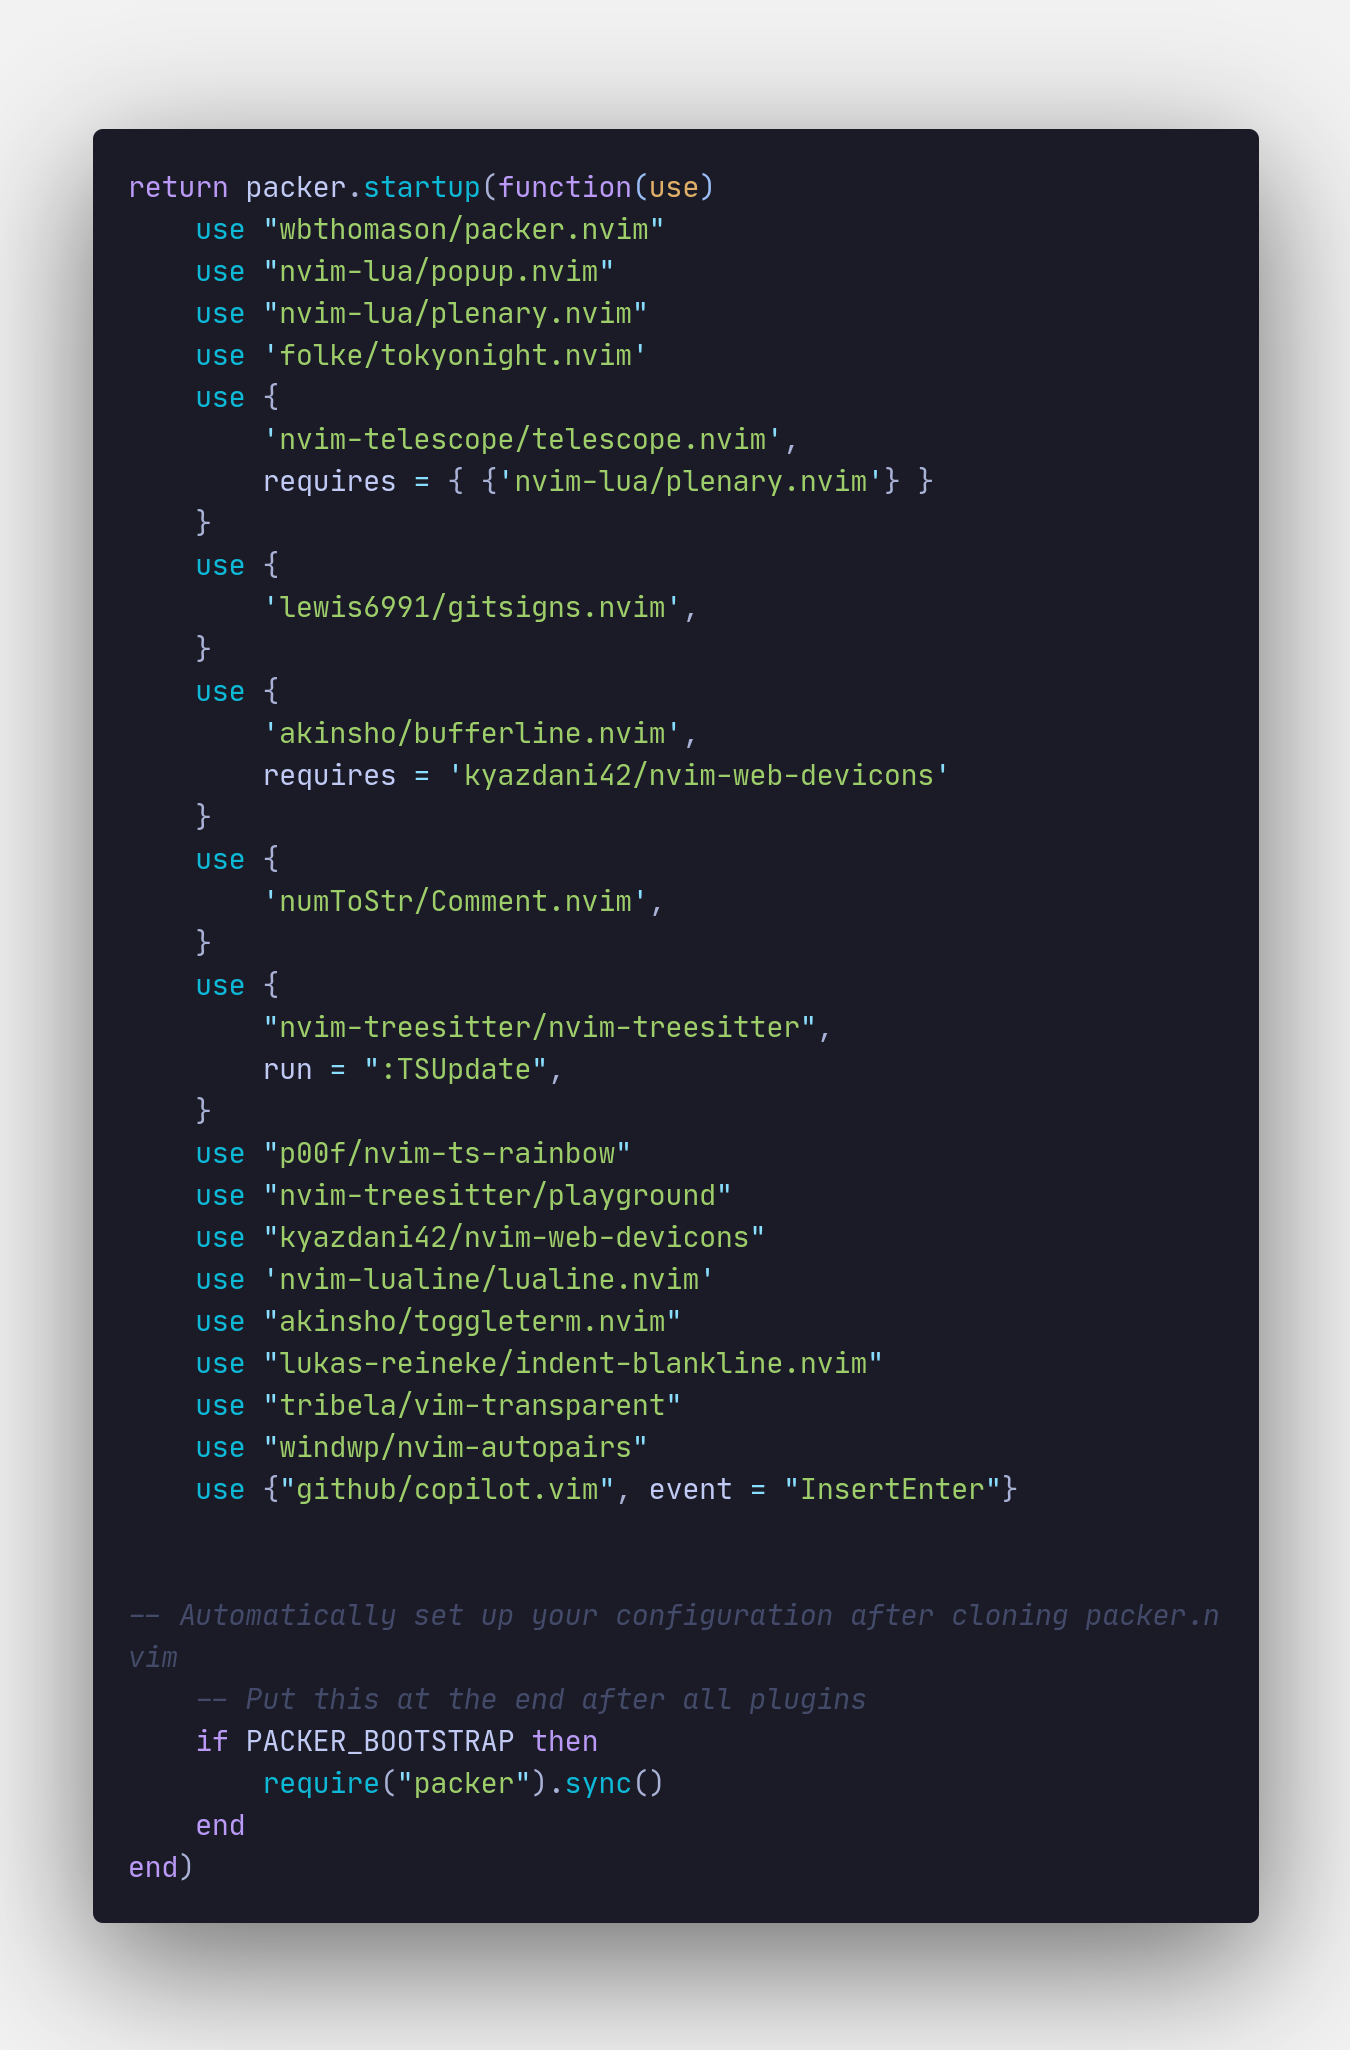 return packer.startup(function(use)
    use "wbthomason/packer.nvim"
    use "nvim-lua/popup.nvim"
    use "nvim-lua/plenary.nvim"
    use 'folke/tokyonight.nvim'
    use {
        'nvim-telescope/telescope.nvim',
        requires = { {'nvim-lua/plenary.nvim'} }
    }
    use {
        'lewis6991/gitsigns.nvim',
    }
    use {
        'akinsho/bufferline.nvim',
        requires = 'kyazdani42/nvim-web-devicons'
    }
    use {
        'numToStr/Comment.nvim',
    }
    use {
        "nvim-treesitter/nvim-treesitter",
        run = ":TSUpdate",
    }
    use "p00f/nvim-ts-rainbow"
    use "nvim-treesitter/playground"
    use "kyazdani42/nvim-web-devicons"
    use 'nvim-lualine/lualine.nvim'
    use "akinsho/toggleterm.nvim"
    use "lukas-reineke/indent-blankline.nvim"
    use "tribela/vim-transparent"
    use "windwp/nvim-autopairs"
    use {"github/copilot.vim", event = "InsertEnter"}


-- Automatically set up your configuration after cloning packer.n
vim
    -- Put this at the end after all plugins
    if PACKER_BOOTSTRAP then
        require("packer").sync()
    end
end)